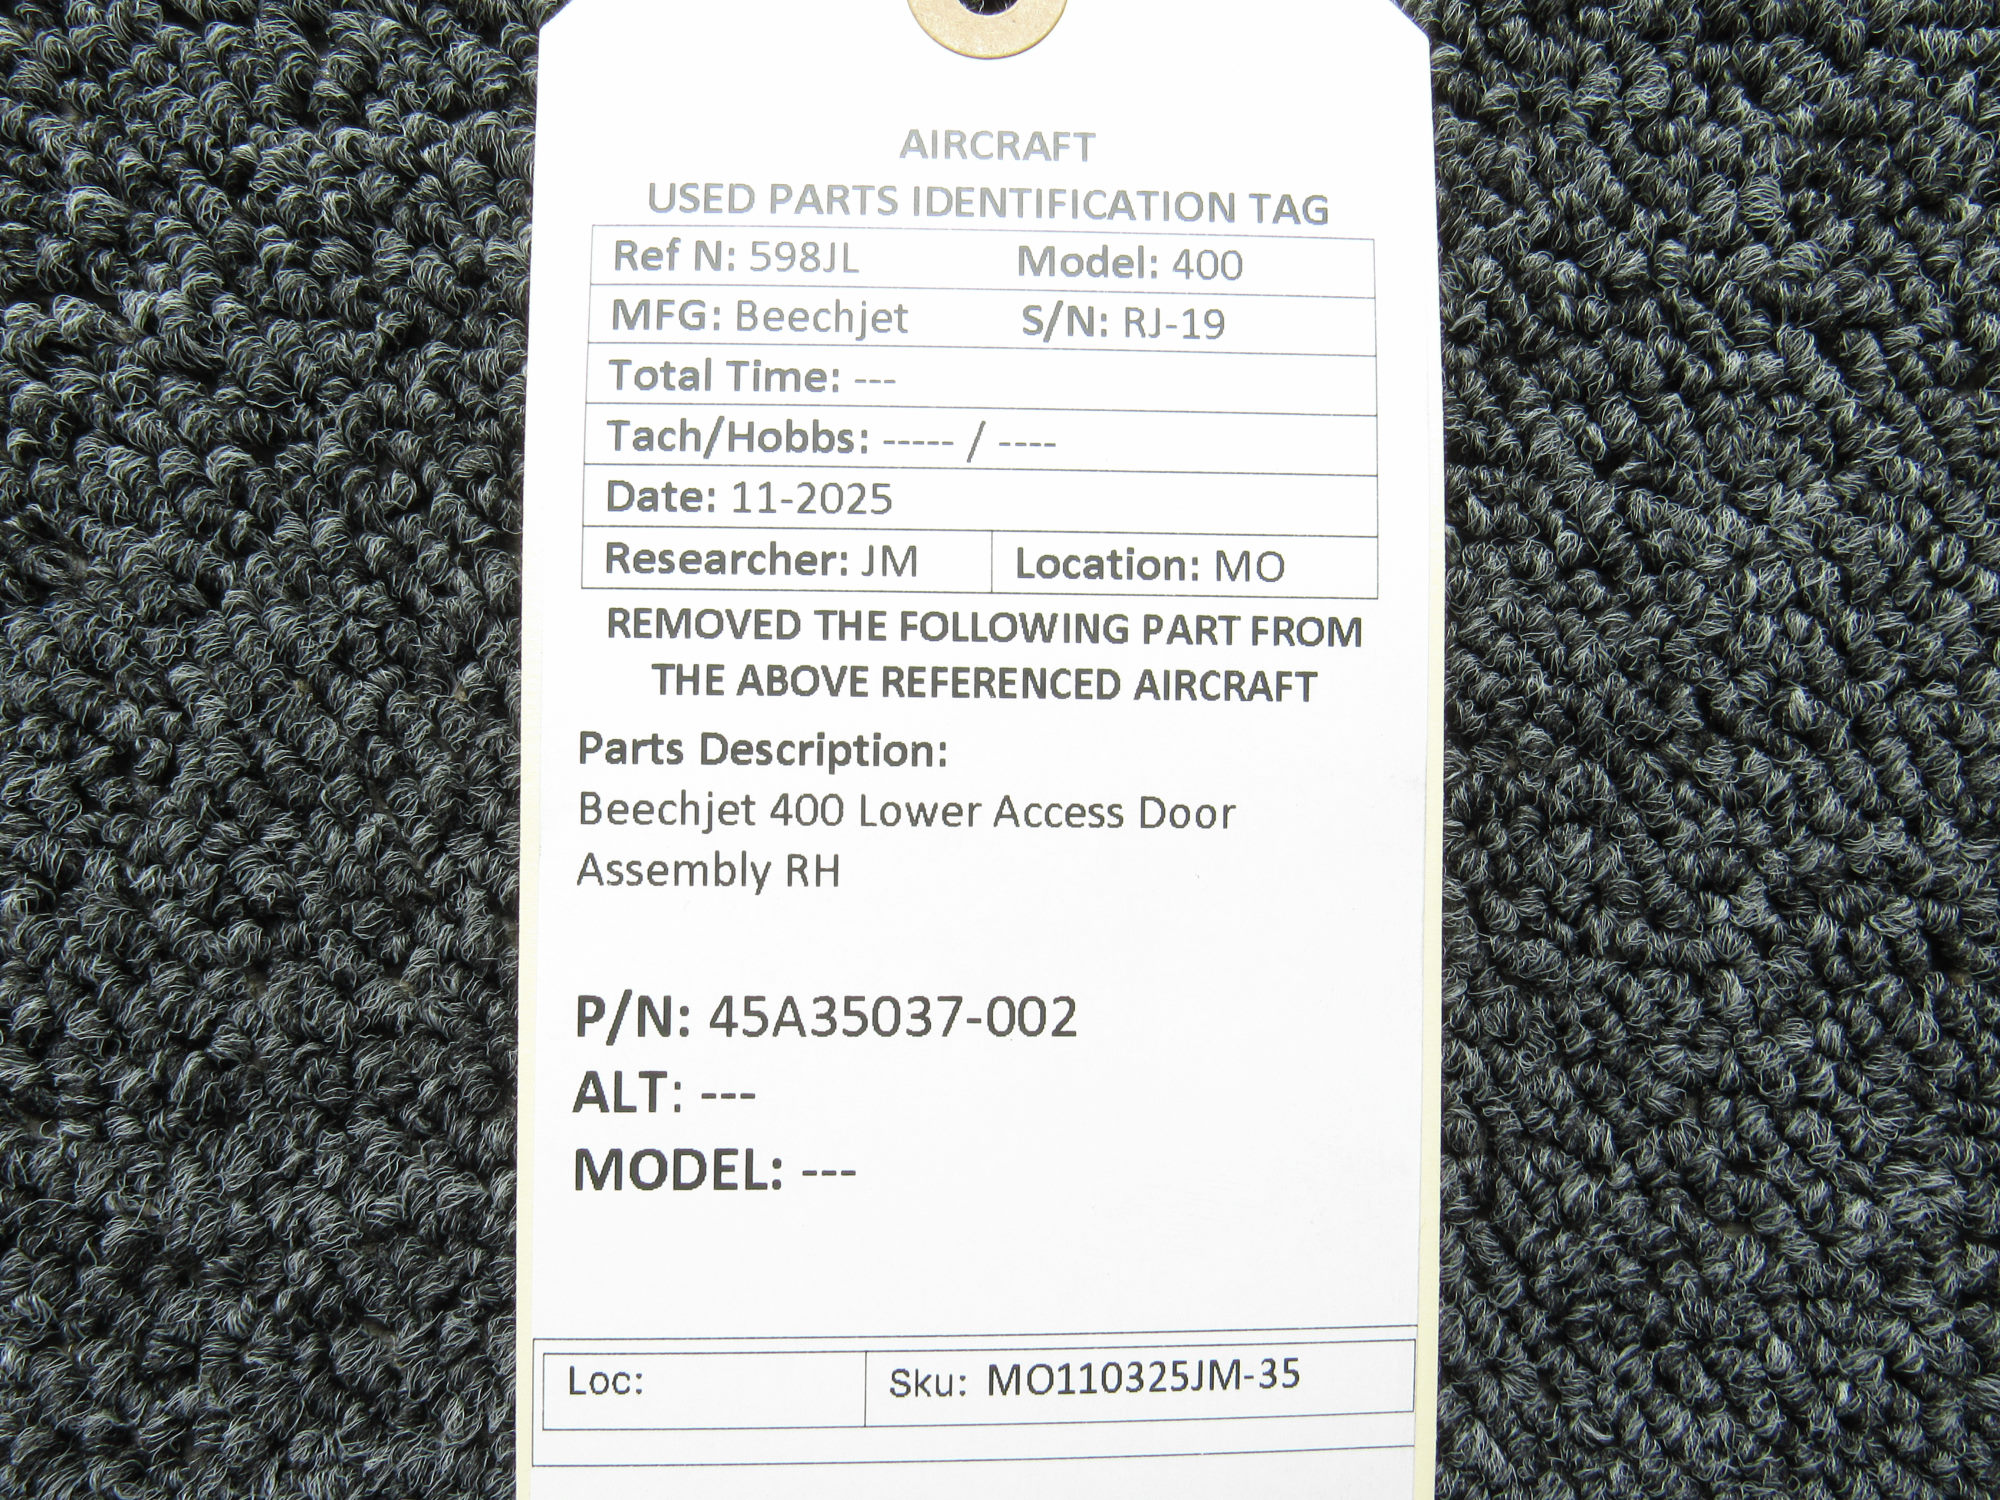 AIRCRAFT
USED PARTS IDENTIFICATION TAG
Ref N: 598JL Model: 400
MFG: Beechjet S/N: RJ-19
Total Time: ---
Tach/Hobbs: ----- / ----
Date: 11-2025
Researcher: JM Location: MO
REMOVED THE FOLLOWING PART FROM
THE ABOVE REFERENCED AIRCRAFT
Parts Description:
Beechjet 400 Lower Access Door
Assembly RH
P/N: 45A35037-002
ALT: ---
MODEL: ---
Loc: Sku: MO110325JM-35